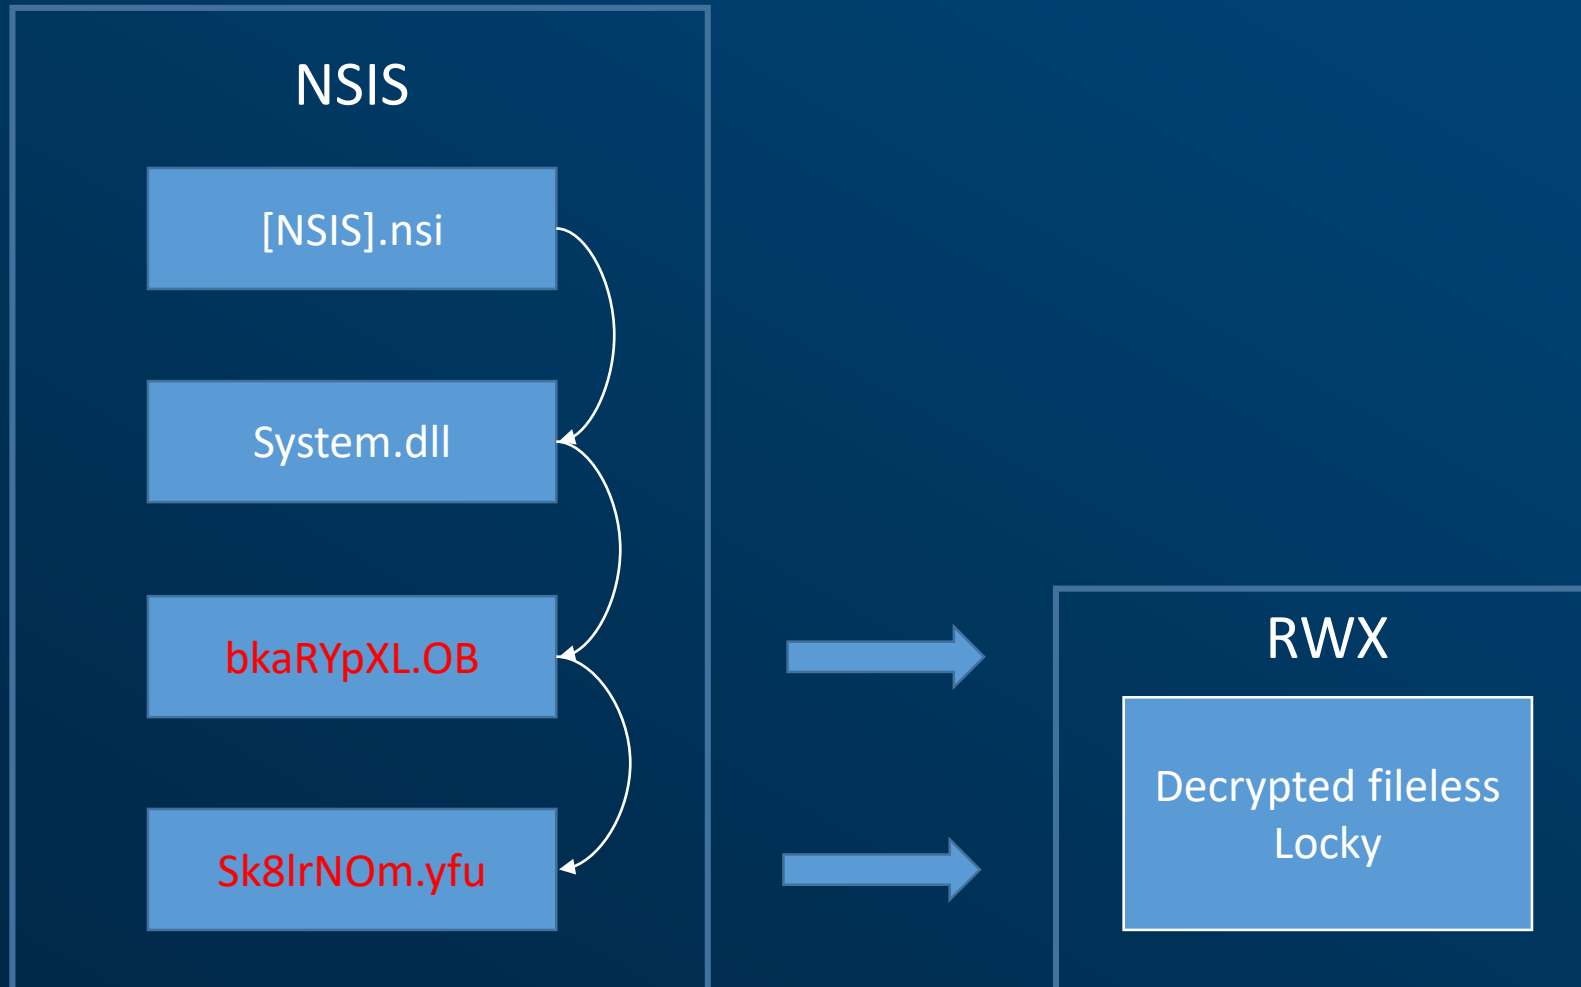 NSIS
[NSIS].nsi
System.dll
bkaRYpXL.OB
Sk8lrNOm.yfu
RWX
Decrypted fileless
Locky